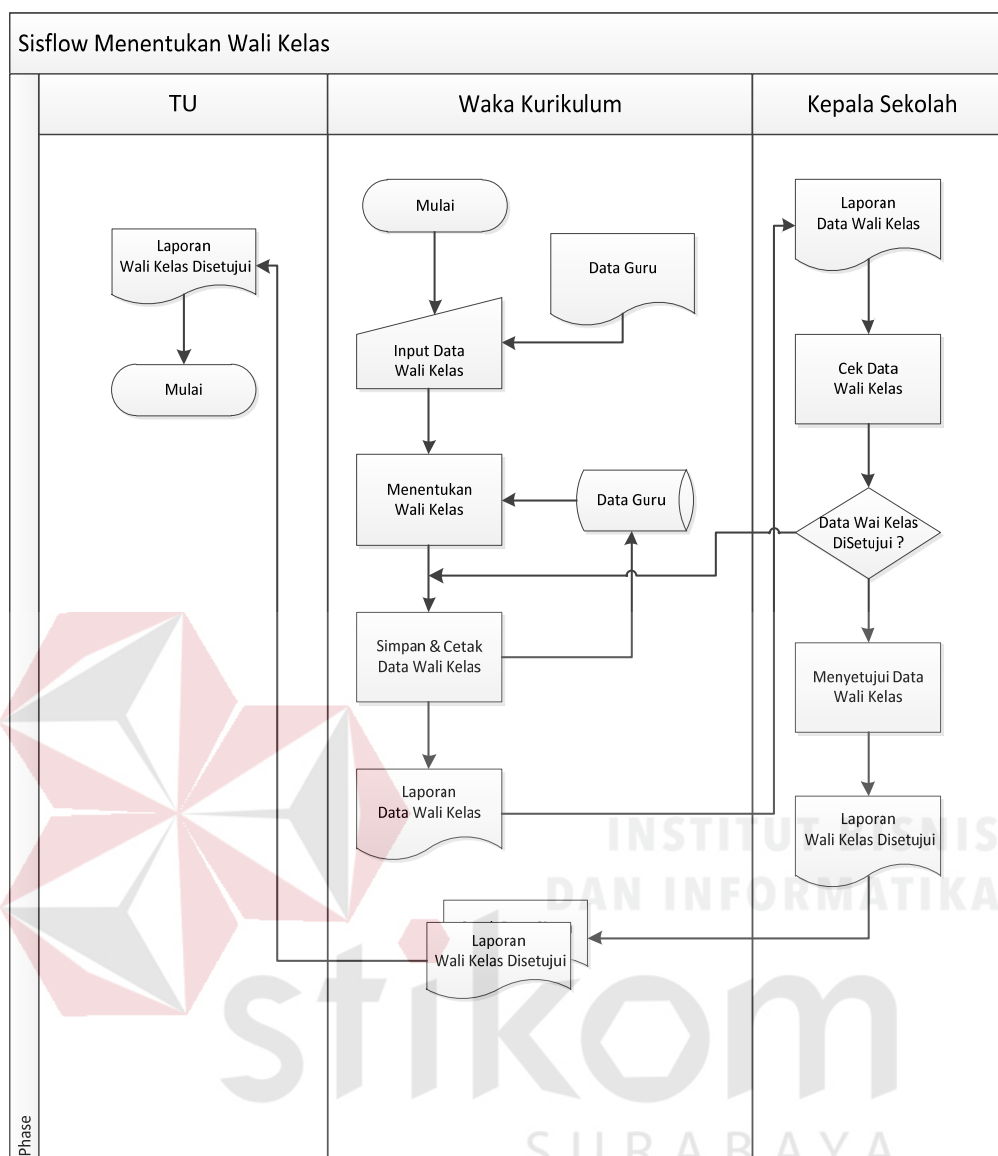 Sisflow Menentukan Wali Kelas
TU
Waka Kurikulum
Kepala Sekolah
Laporan
Wali Kelas Disetujui
Mulai
Mulai
Data Guru
Input Data
Wali Kelas
Menentukan
Wali Kelas
Data Guru
Simpan & Cetak
Data Wali Kelas
Laporan
Data Wali Kelas
Laporan
Wali Kelas Disetujui
Laporan
Data Wali Kelas
Cek Data
Wali Kelas
Data Wai Kelas
DiSetujui ?
Menyetujui Data
Wali Kelas
Laporan
Wali Kelas Disetujui
INSTITUT BISNIS
DAN INFORMATIKA
stikom
SURABAYA
Phase